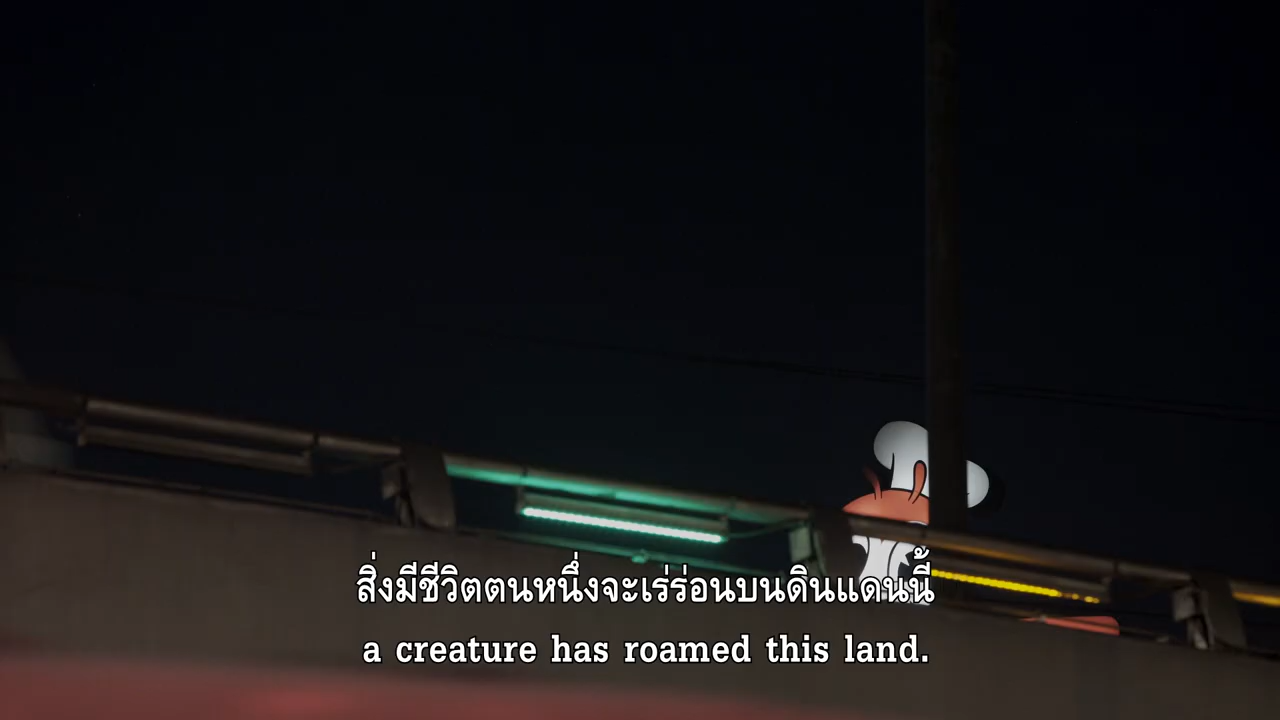 สิ่งมีชีวิตตนหนึ่งจะเร่ร่อนบนดินแดนนี้
a creature has roamed this land.